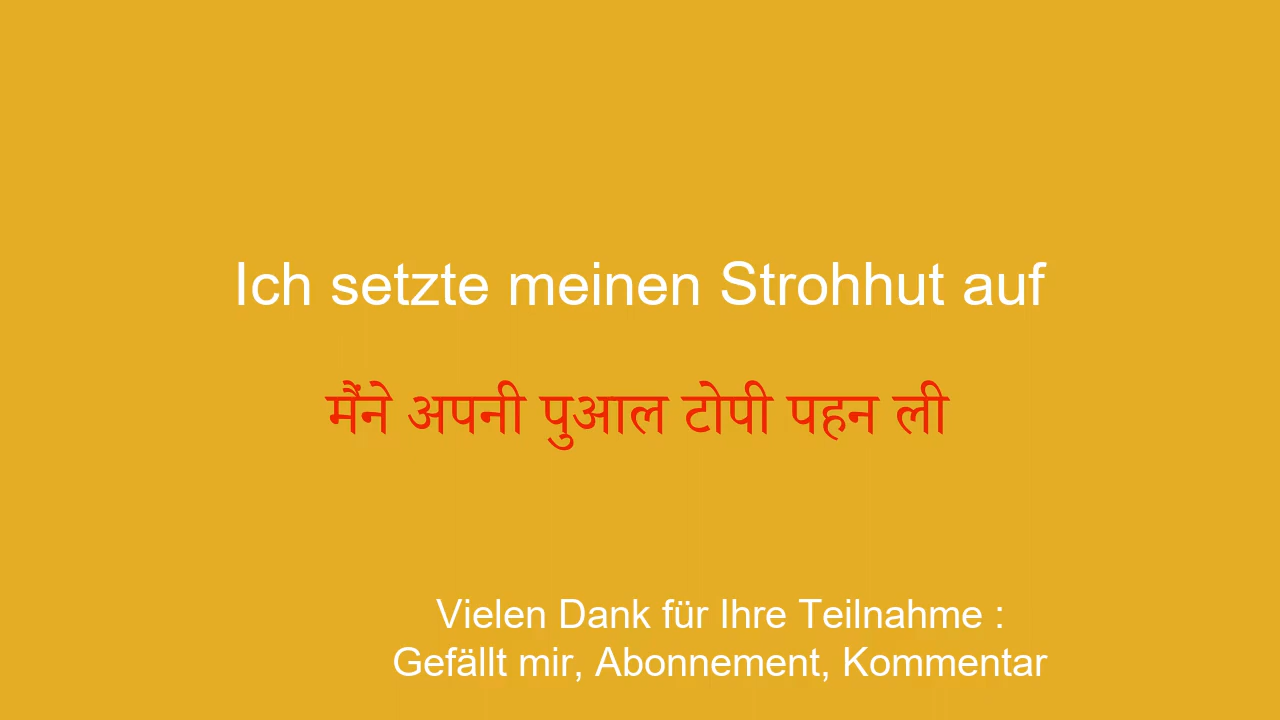 Ich setzte meinen Strohhut auf
मैंने अपनी पुआल टोपी पहन ली
Vielen Dank für Ihre Teilnahme :
Gefällt mir, Abonnement, Kommentar